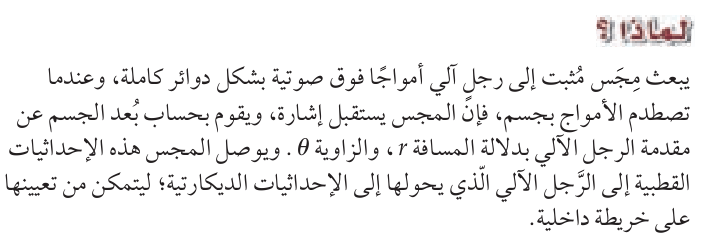 لماذا؟
يبعث مِجَس مُثبت إلى رجلٍ آلي أمواجًا فوق صوتية بشكل دوائر كاملة، وعندما
تصطدم الأمواج بجسم، فإن المجس يستقبل إشارة، ويقوم بحساب بُعد الجسم عن
مقدمة الرجل الآلي بدلالة المسافة r، والزاوية θ. ويوصل المجس هذه الإحداثيات
القطبية إلى الرَّجل الآلي الّذي يحولها إلى الإحداثيات الديكارتية؛ ليتمكن من تعيينها
على خريطة داخلية.